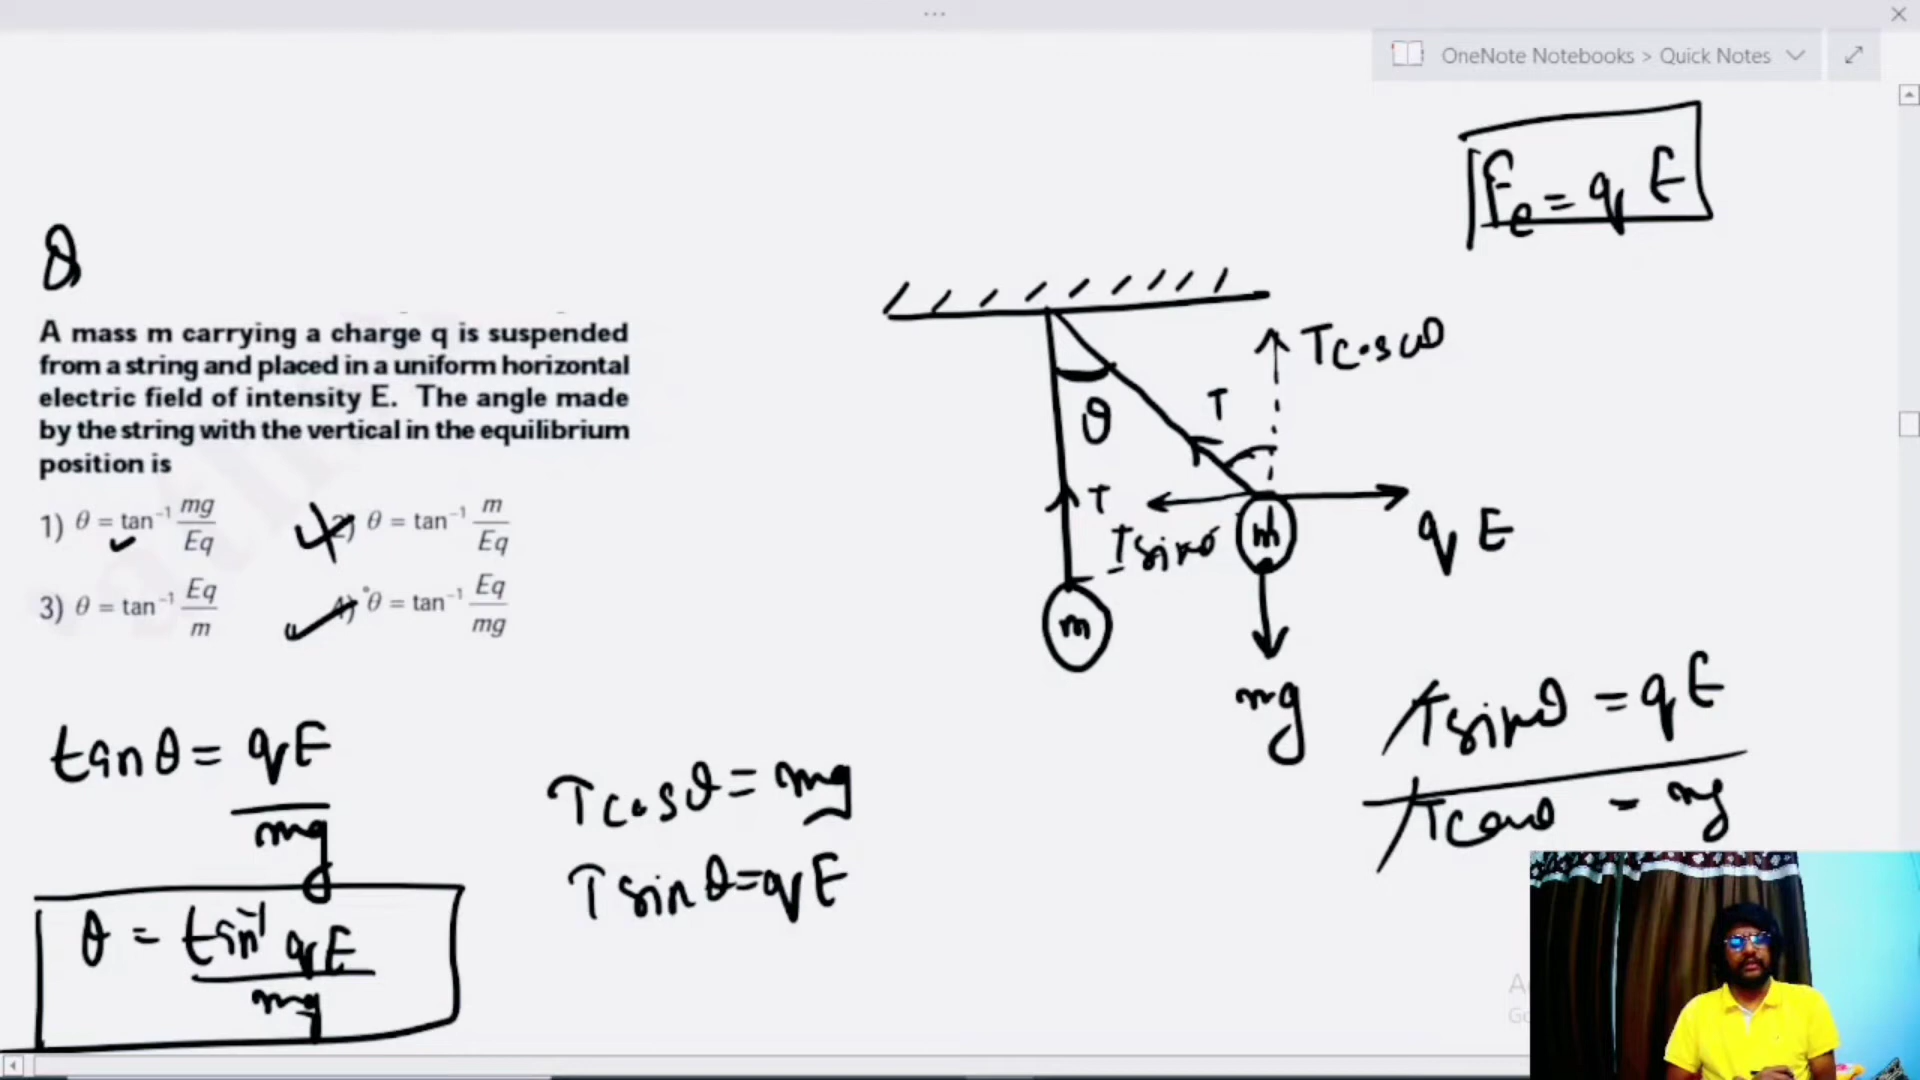 OneNote Notebooks > Quick Notes
Fe = qE
Q
A mass m carrying a charge q is suspended
from a string and placed in a uniform horizontal
electric field of intensity E. The angle made
by the string with the vertical in the equilibrium
position is
1) θ = tan⁻¹ mg/Eq
2) θ = tan⁻¹ m/Eq
3) θ = tan⁻¹ Eq/m
4) θ = tan⁻¹ Eq/mg
T cos θ
θ
T
T
T sin θ
m
qE
m
mg
T sin θ = qE
T cos θ = mg
tan θ = qE/mg
T cos θ = mg
T sin θ = qE
θ = tan⁻¹ qE/mg